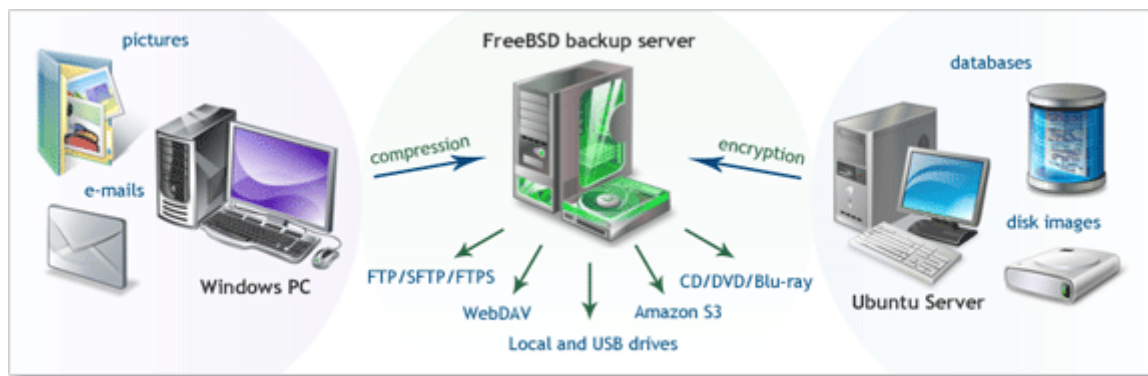 pictures
FreeBSD backup server
databases
compression
encryption
e-mails
disk images
Windows PC
FTP/SFTP/FTPS
CD/DVD/Blu-ray
Ubuntu Server
WebDAV
Amazon S3
Local and USB drives